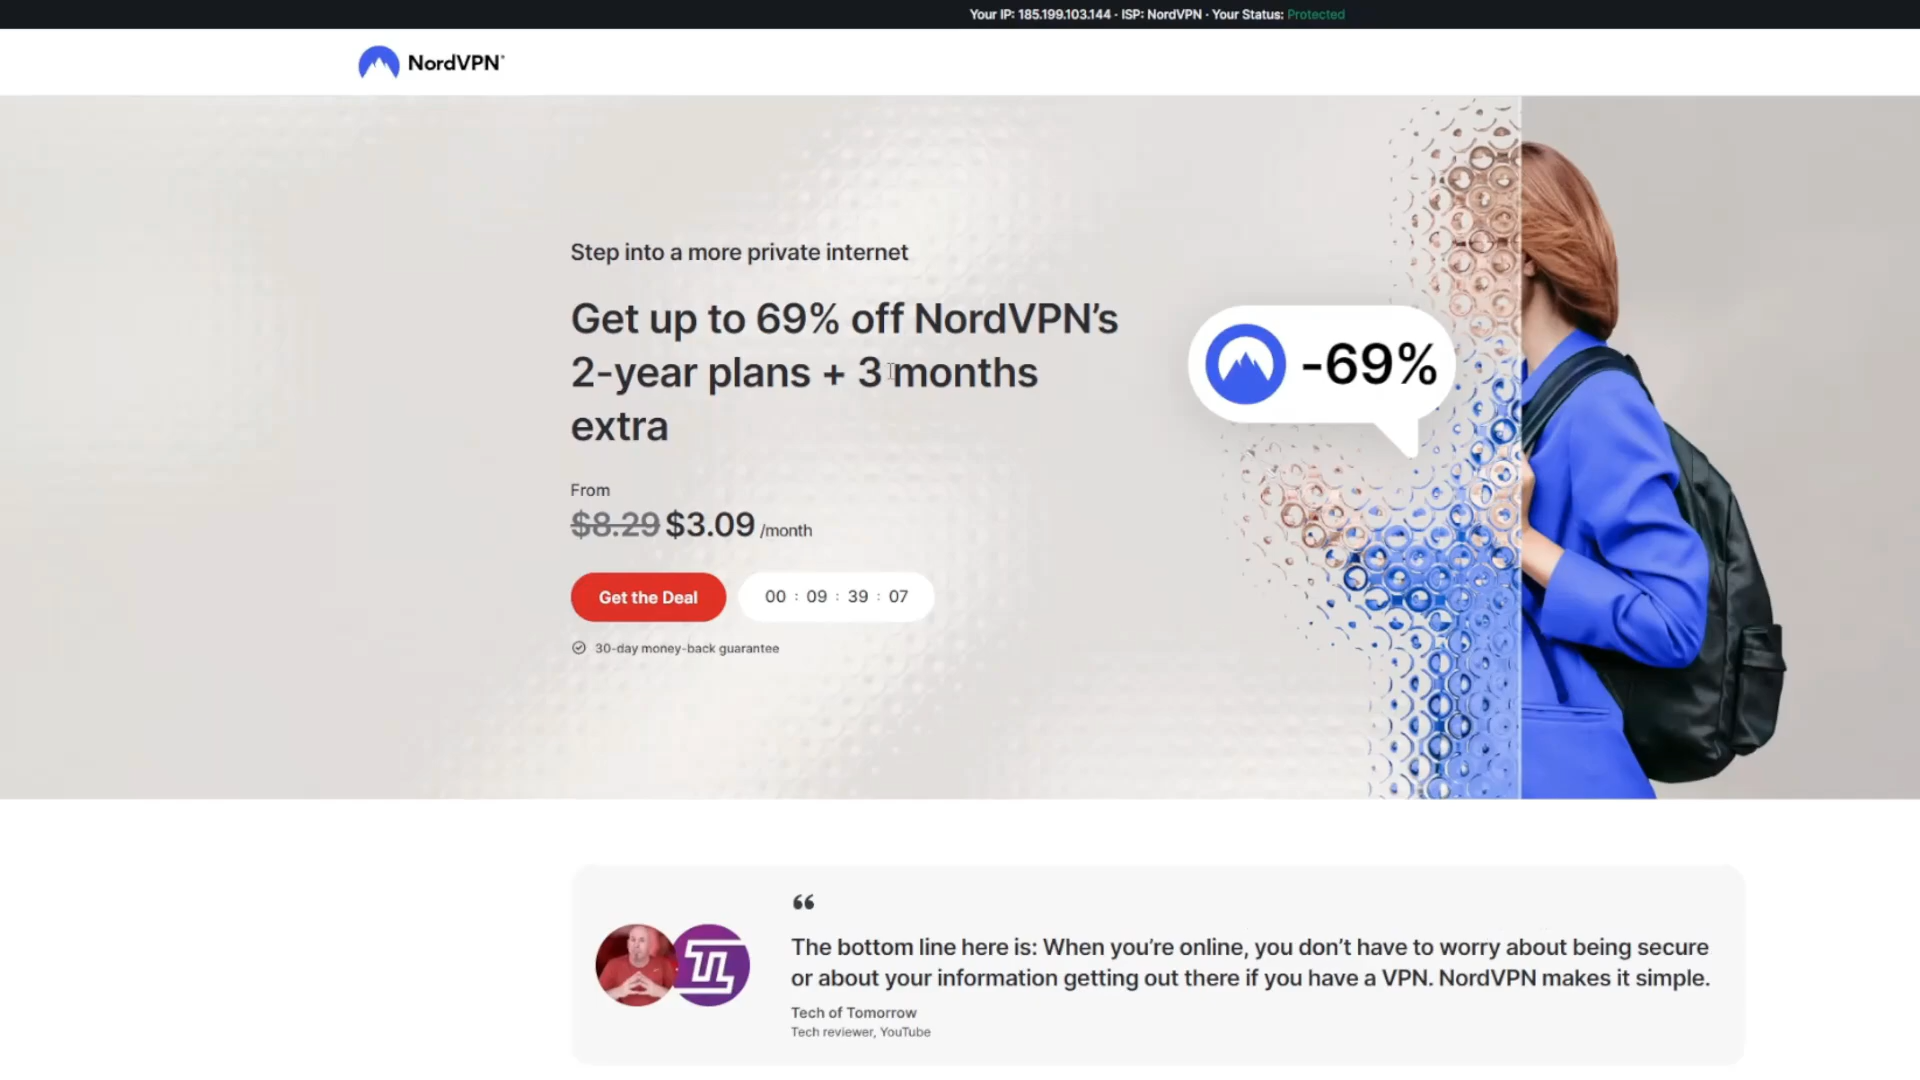 Your IP: 185.199.103.144 · ISP: NordVPN · Your Status: Protected
NordVPN®
Step into a more private internet
Get up to 69% off NordVPN’s
2-year plans + 3 months
extra
-69%
From
$8.29 $3.09 /month
Get the Deal
00 : 09 : 39 : 07
30-day money-back guarantee
“
The bottom line here is: When you’re online, you don’t have to worry about being secure
or about your information getting out there if you have a VPN. NordVPN makes it simple.
Tech of Tomorrow
Tech reviewer, YouTube